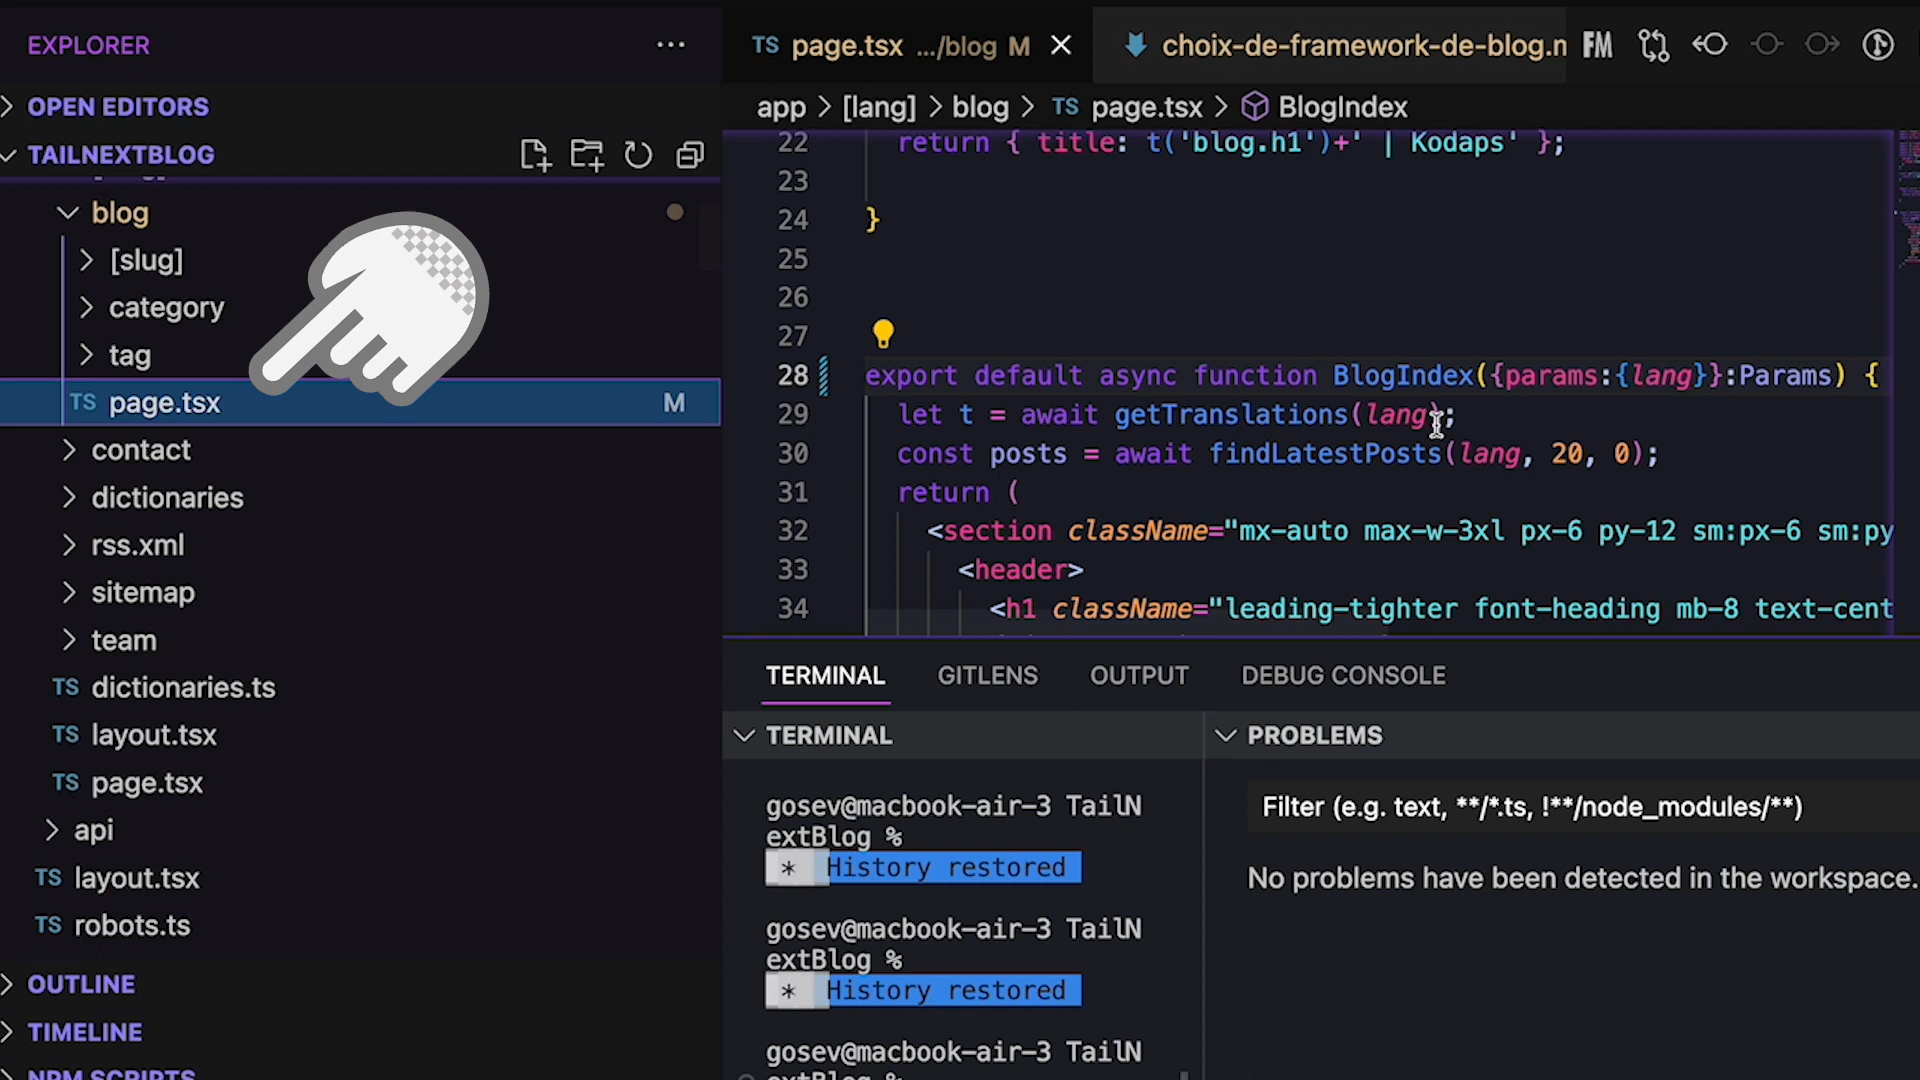 EXPLORER
OPEN EDITORS
TAILNEXTBLOG
blog
[slug]
category
tag
TS page.tsx M
contact
dictionaries
rss.xml
sitemap
team
TS dictionaries.ts
TS layout.tsx
TS page.tsx
api
TS layout.tsx
TS robots.ts
OUTLINE
TIMELINE
NPM SCRIPTS
TS page.tsx .../blog M
choix-de-framework-de-blog.m
FM
app > [lang] > blog > TS page.tsx > BlogIndex
22 return { title: t('blog.h1')+' | Kodaps' };
23
24 }
25
26
27
28 export default async function BlogIndex({params:{lang}}:Params) {
29 let t = await getTranslations(lang);
30 const posts = await findLatestPosts(lang, 20, 0);
31 return (
32 <section className="mx-auto max-w-3xl px-6 py-12 sm:px-6 sm:py
33 <header>
34 <h1 className="leading-tighter font-heading mb-8 text-cent
TERMINAL GITLENS OUTPUT DEBUG CONSOLE
TERMINAL
gosev@macbook-air-3 TailN
extBlog %
* History restored
gosev@macbook-air-3 TailN
extBlog %
* History restored
gosev@macbook-air-3 TailN
extBlog %
PROBLEMS
Filter (e.g. text, **/*.ts, !**/node_modules/**)
No problems have been detected in the workspace.